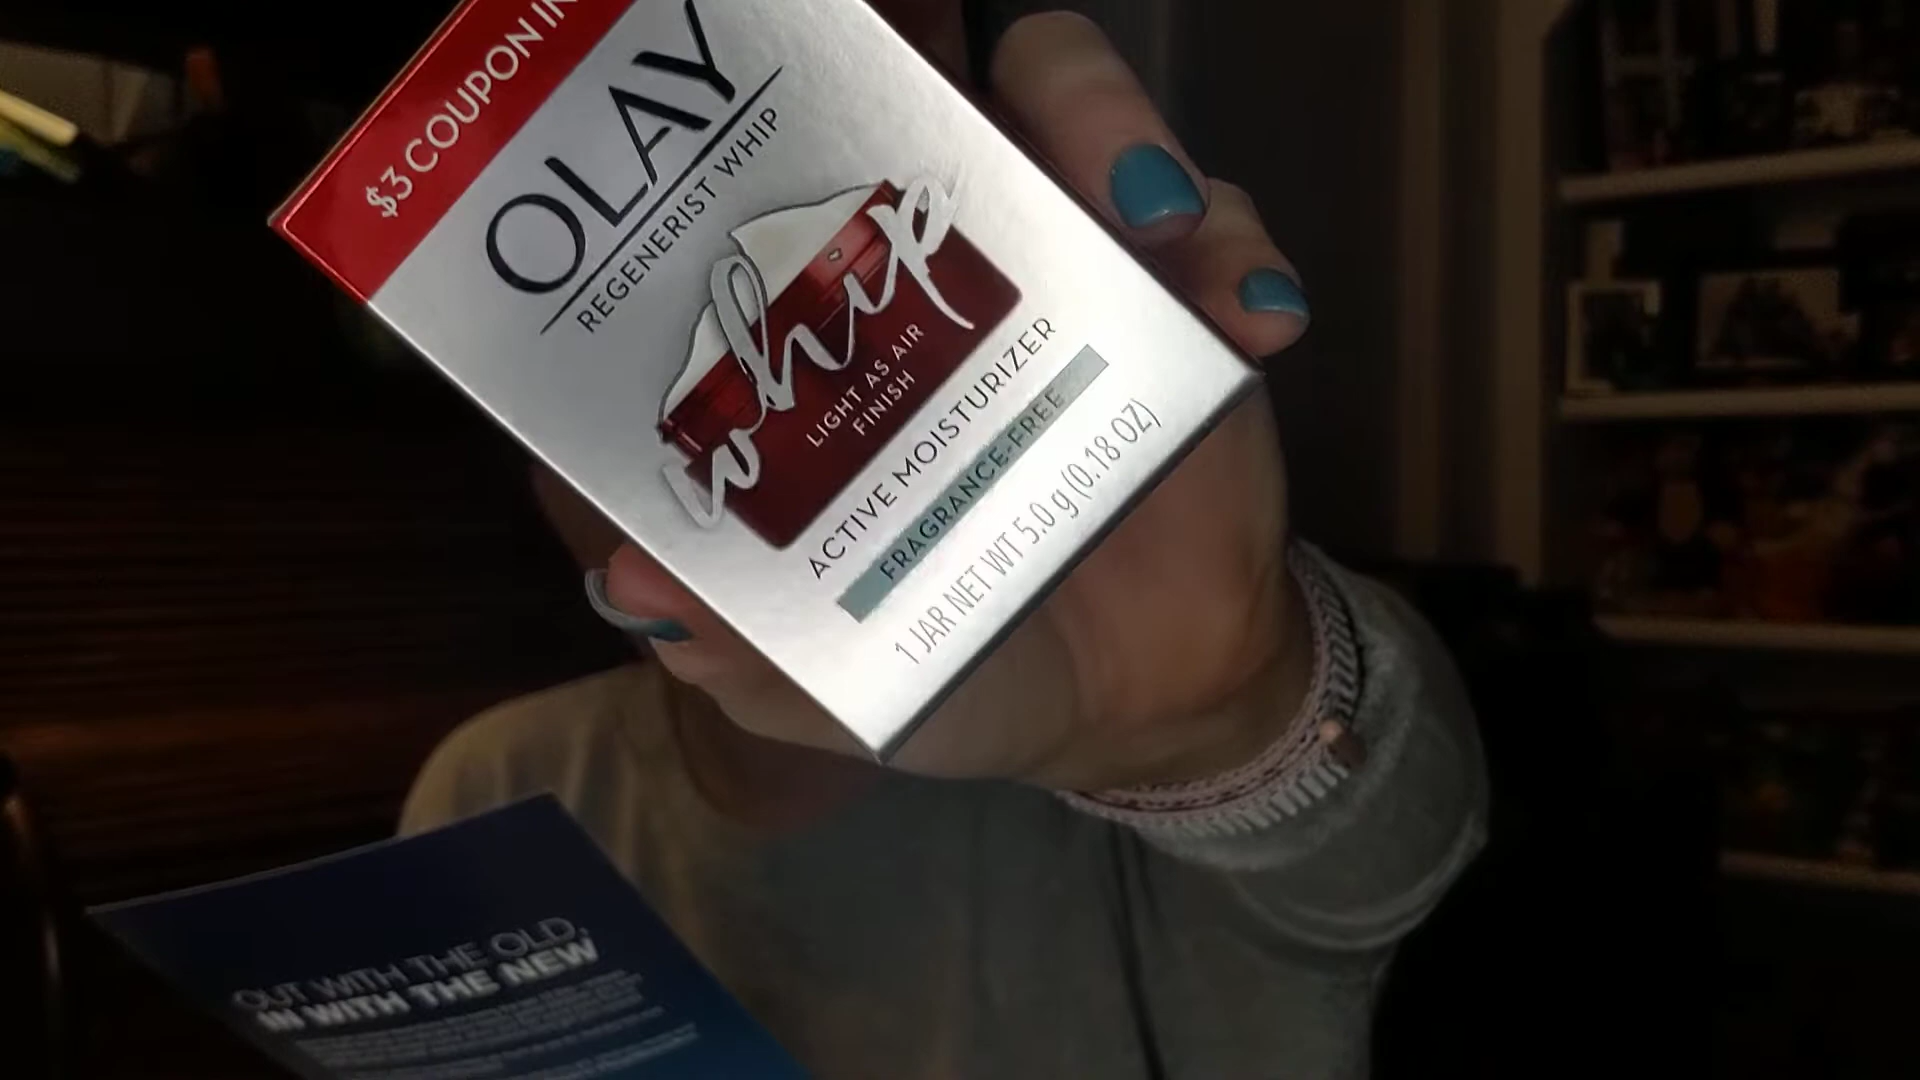 $3 COUPON IN
OLAY
REGENERIST WHIP
whip
LIGHT AS AIR
FINISH
ACTIVE MOISTURIZER
FRAGRANCE-FREE
1 JAR NET WT 5.0 g (0.18 OZ)
OUT WITH THE OLD,
IN WITH THE NEW